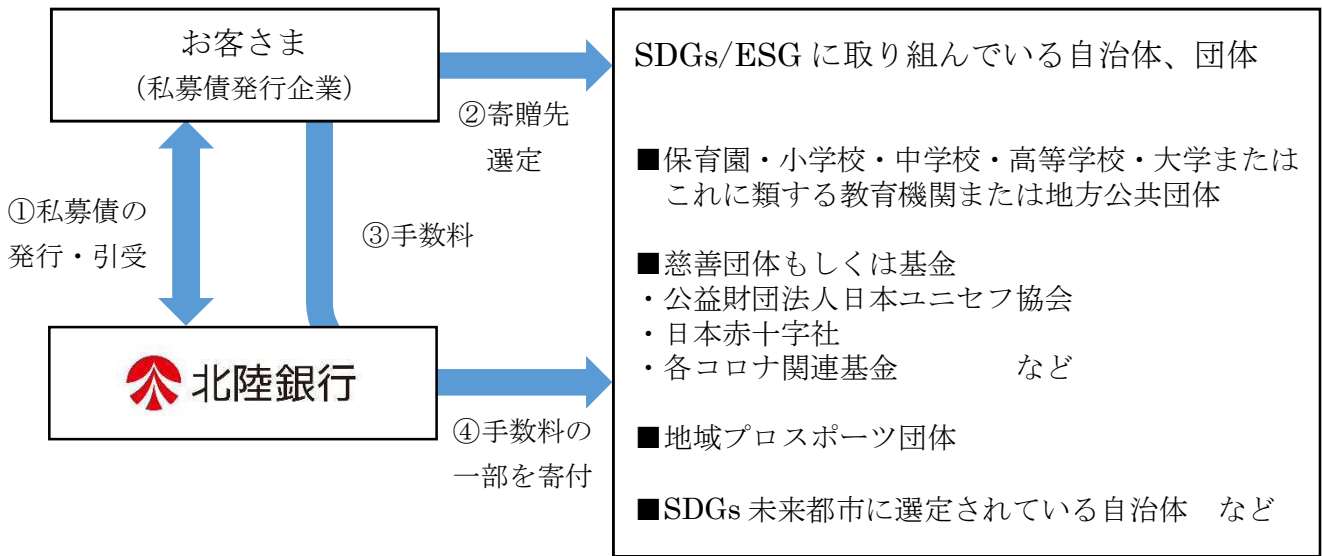 お客さま
（私募債発行企業）
②寄贈先
選定
①私募債の
発行・引受
③手数料
北陸銀行
④手数料の
一部を寄付
SDGs/ESG に取り組んでいる自治体、団体
■保育園・小学校・中学校・高等学校・大学または
これに類する教育機関または地方公共団体
■慈善団体もしくは基金
・公益財団法人日本ユニセフ協会
・日本赤十字社
・各コロナ関連基金　　　　など
■地域プロスポーツ団体
■SDGs 未来都市に選定されている自治体　など